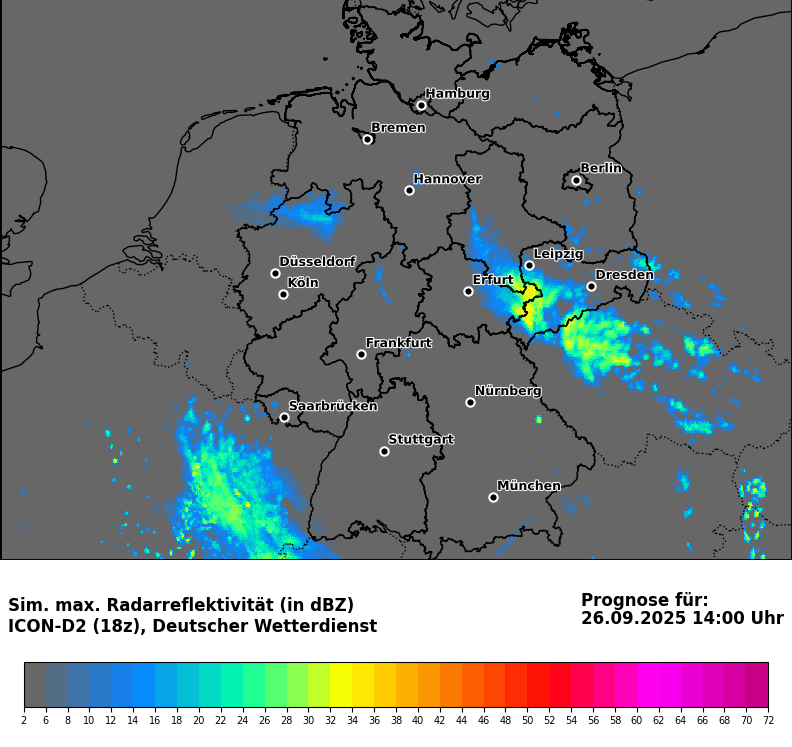 Hamburg
Bremen
Berlin
Hannover
Leipzig
Düsseldorf
Dresden
Erfurt
Köln
Frankfurt
Nürnberg
Saarbrücken
Stuttgart
München
Sim. max. Radarreflektivität (in dBZ)
ICON-D2 (18z), Deutscher Wetterdienst
Prognose für:
26.09.2025 14:00 Uhr
2 6 8 10 12 14 16 18 20 22 24 26 28 30 32 34 36 38 40 42 44 46 48 50 52 54 56 58 60 62 64 66 68 70 72